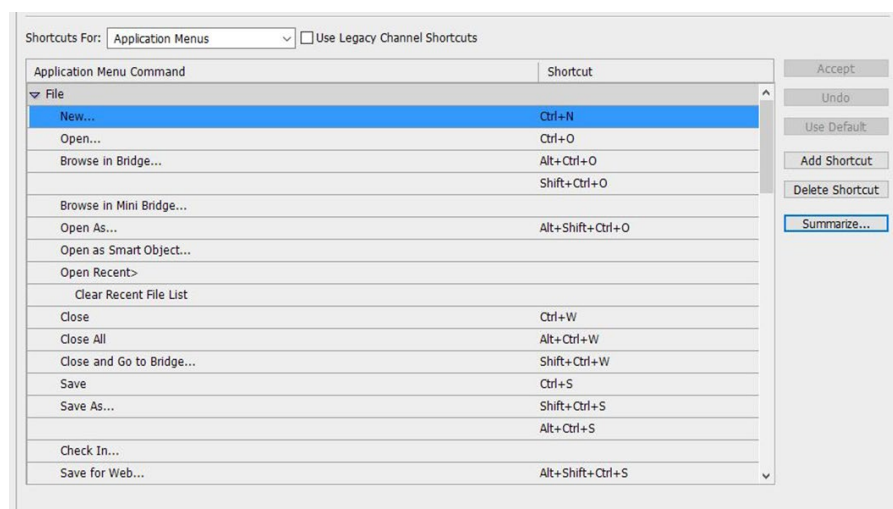 Shortcuts For: Application Menus Use Legacy Channel Shortcuts
Application Menu Command Shortcut Accept
File Undo
New... Ctrl+N
Use Default
Open... Ctrl+O
Browse in Bridge... Alt+Ctrl+O Add Shortcut
Shift+Ctrl+O Delete Shortcut
Browse in Mini Bridge...
Open As... Alt+Shift+Ctrl+O Summarize...
Open as Smart Object...
Open Recent>
Clear Recent File List
Close Ctrl+W
Close All Alt+Ctrl+W
Close and Go to Bridge... Shift+Ctrl+W
Save Ctrl+S
Save As... Shift+Ctrl+S
Alt+Ctrl+S
Check In...
Save for Web... Alt+Shift+Ctrl+S